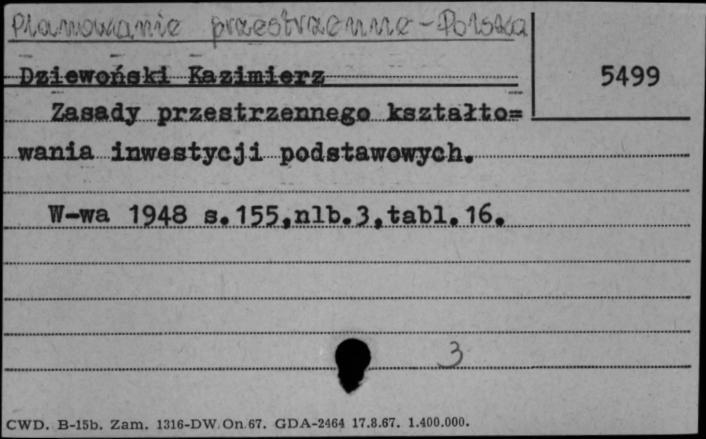 Planowanie przestrzenne-Polska
Dziewoński Kazimierz
5499
Zasady przestrzennego kształto=
wania inwestycji podstawowych.
W-wa 1948 s.155,nlb.3,tabl.16.
3
CWD. B-15b. Zam. 1316-DW.On.67. GDA-2464 17.8.67. 1.400.000.